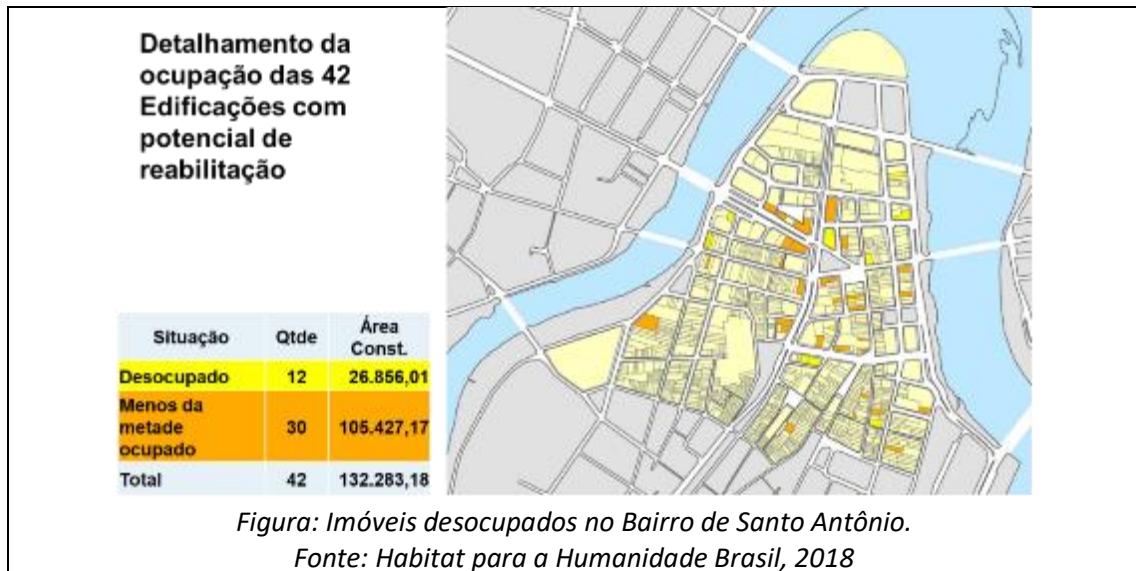 Detalhamento da
ocupação das 42
Edificações com
potencial de
reabilitação
Situação Qtde Área Const.
Desocupado 12 26.856,01
Menos da metade ocupado 30 105.427,17
Total 42 132.283,18
Figura: Imóveis desocupados no Bairro de Santo Antônio.
Fonte: Habitat para a Humanidade Brasil, 2018